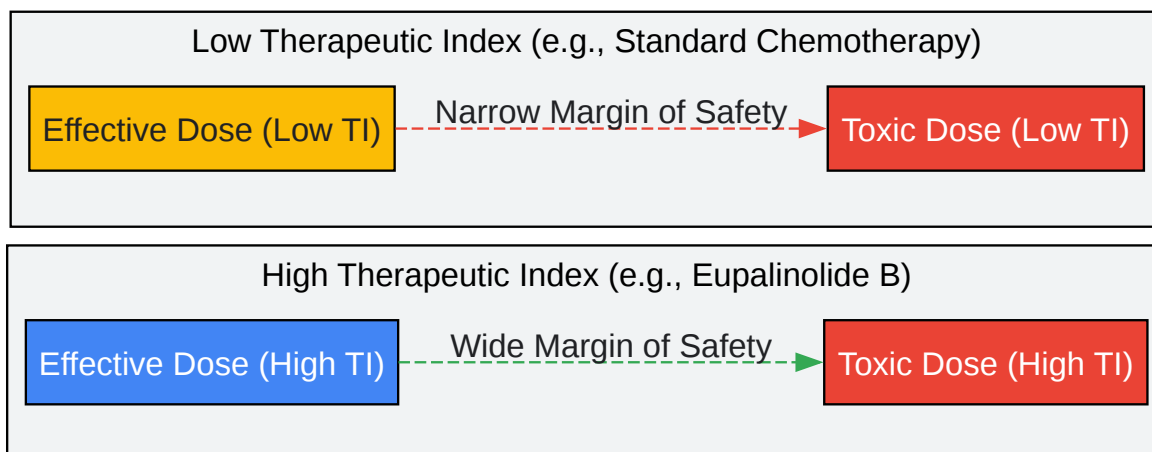 Low Therapeutic Index (e.g., Standard Chemotherapy)
Effective Dose (Low TI)
Narrow Margin of Safety
Toxic Dose (Low TI)
High Therapeutic Index (e.g., Eupalinolide B)
Effective Dose (High TI)
Wide Margin of Safety
Toxic Dose (High TI)